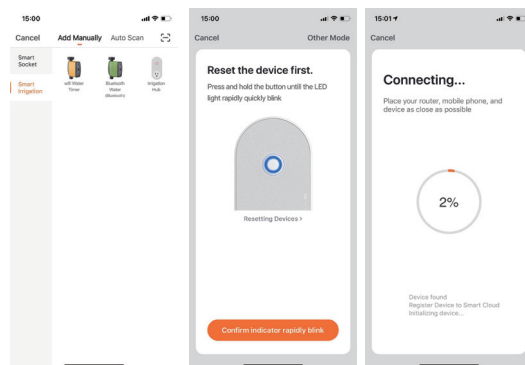 15:00
Cancel Add Manually Auto Scan
Smart
Socket
Smart
Irrigation
wifi Water
Timer
Bluetooth
Water
(Bluetooth)
Irrigation
Hub
15:00
Cancel Other Mode
Reset the device first.
Press and hold the button untill the LED
light rapidly quickly blink
Resetting Devices >
Confirm indicator rapidly blink
15:01
Cancel
Connecting...
Place your router, mobile phone, and
device as close as possible
2%
Device found
Register Device to Smart Cloud
Initializing device...